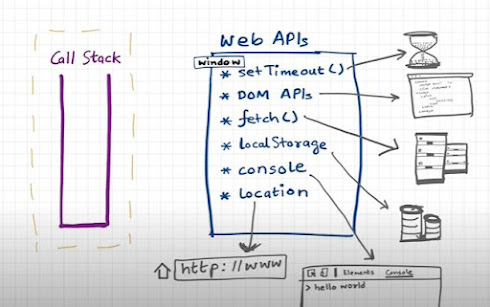 Call Stack
Web APIs
window
* setTimeout()
* DOM APIs
* fetch()
* localStorage
* console
* location
http://www
Elements Console
> hello world